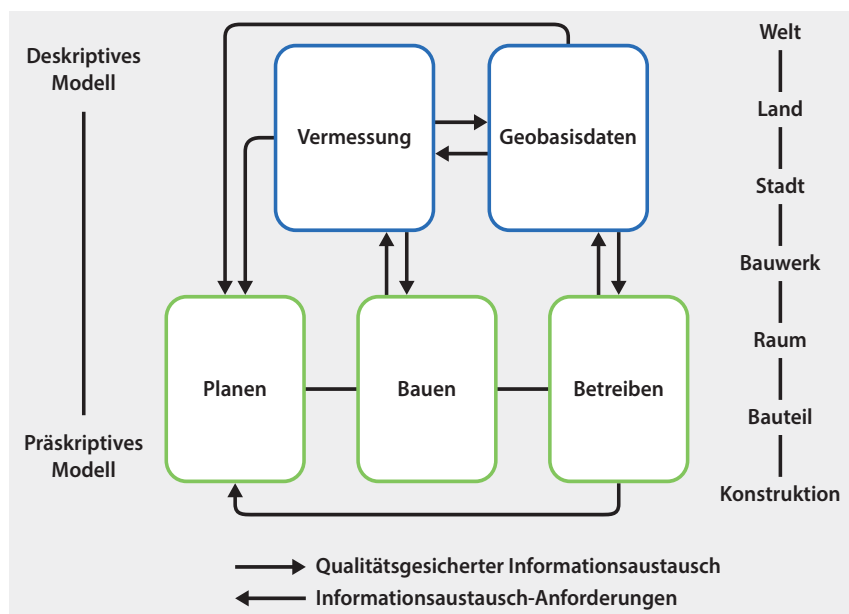 Deskriptives
Modell
Präskriptives
Modell
Vermessung
Geobasisdaten
Planen
Bauen
Betreiben
Welt
Land
Stadt
Bauwerk
Raum
Bauteil
Konstruktion
Qualitätsgesicherter Informationsaustausch
Informationsaustausch-Anforderungen